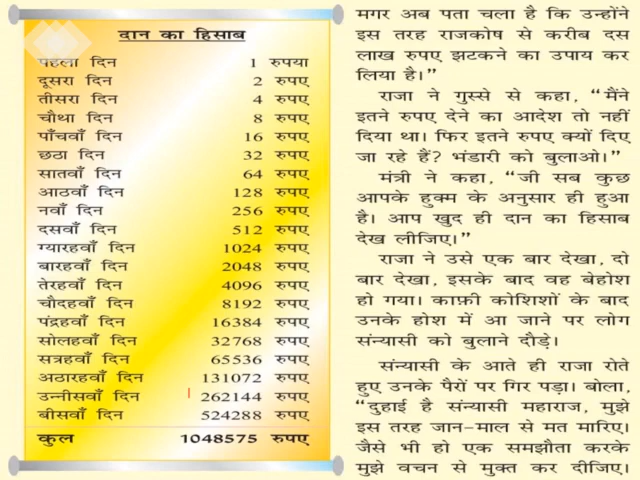 दान का हिसाब
पहला दिन 1 रुपया
दूसरा दिन 2 रुपए
तीसरा दिन 4 रुपए
चौथा दिन 8 रुपए
पाँचवाँ दिन 16 रुपए
छठा दिन 32 रुपए
सातवाँ दिन 64 रुपए
आठवाँ दिन 128 रुपए
नवाँ दिन 256 रुपए
दसवाँ दिन 512 रुपए
ग्यारहवाँ दिन 1024 रुपए
बारहवाँ दिन 2048 रुपए
तेरहवाँ दिन 4096 रुपए
चौदहवाँ दिन 8192 रुपए
पंद्रहवाँ दिन 16384 रुपए
सोलहवाँ दिन 32768 रुपए
सत्रहवाँ दिन 65536 रुपए
अठारहवाँ दिन 131072 रुपए
उन्नीसवाँ दिन 262144 रुपए
बीसवाँ दिन 524288 रुपए
कुल 1048575 रुपए
मगर अब पता चला है कि उन्होंने
इस तरह राजकोष से करीब दस
लाख रुपए झटकने का उपाय कर
लिया है।”
राजा ने गुस्से से कहा, “मैंने
इतने रुपए देने का आदेश तो नहीं
दिया था। फिर इतने रुपए क्यों दिए
जा रहे हैं? भंडारी को बुलाओ।”
मंत्री ने कहा, “जी सब कुछ
आपके हुक्म के अनुसार ही हुआ
है। आप खुद ही दान का हिसाब
देख लीजिए।”
राजा ने उसे एक बार देखा, दो
बार देखा, इसके बाद वह बेहोश
हो गया। काफ़ी कोशिशों के बाद
उनके होश में आ जाने पर लोग
संन्यासी को बुलाने दौड़े।
संन्यासी के आते ही राजा रोते
हुए उनके पैरों पर गिर पड़ा। बोला,
“दुहाई है संन्यासी महाराज, मुझे
इस तरह जान-माल से मत मारिए।
जैसे भी हो एक समझौता करके
मुझे वचन से मुक्त कर दीजिए।